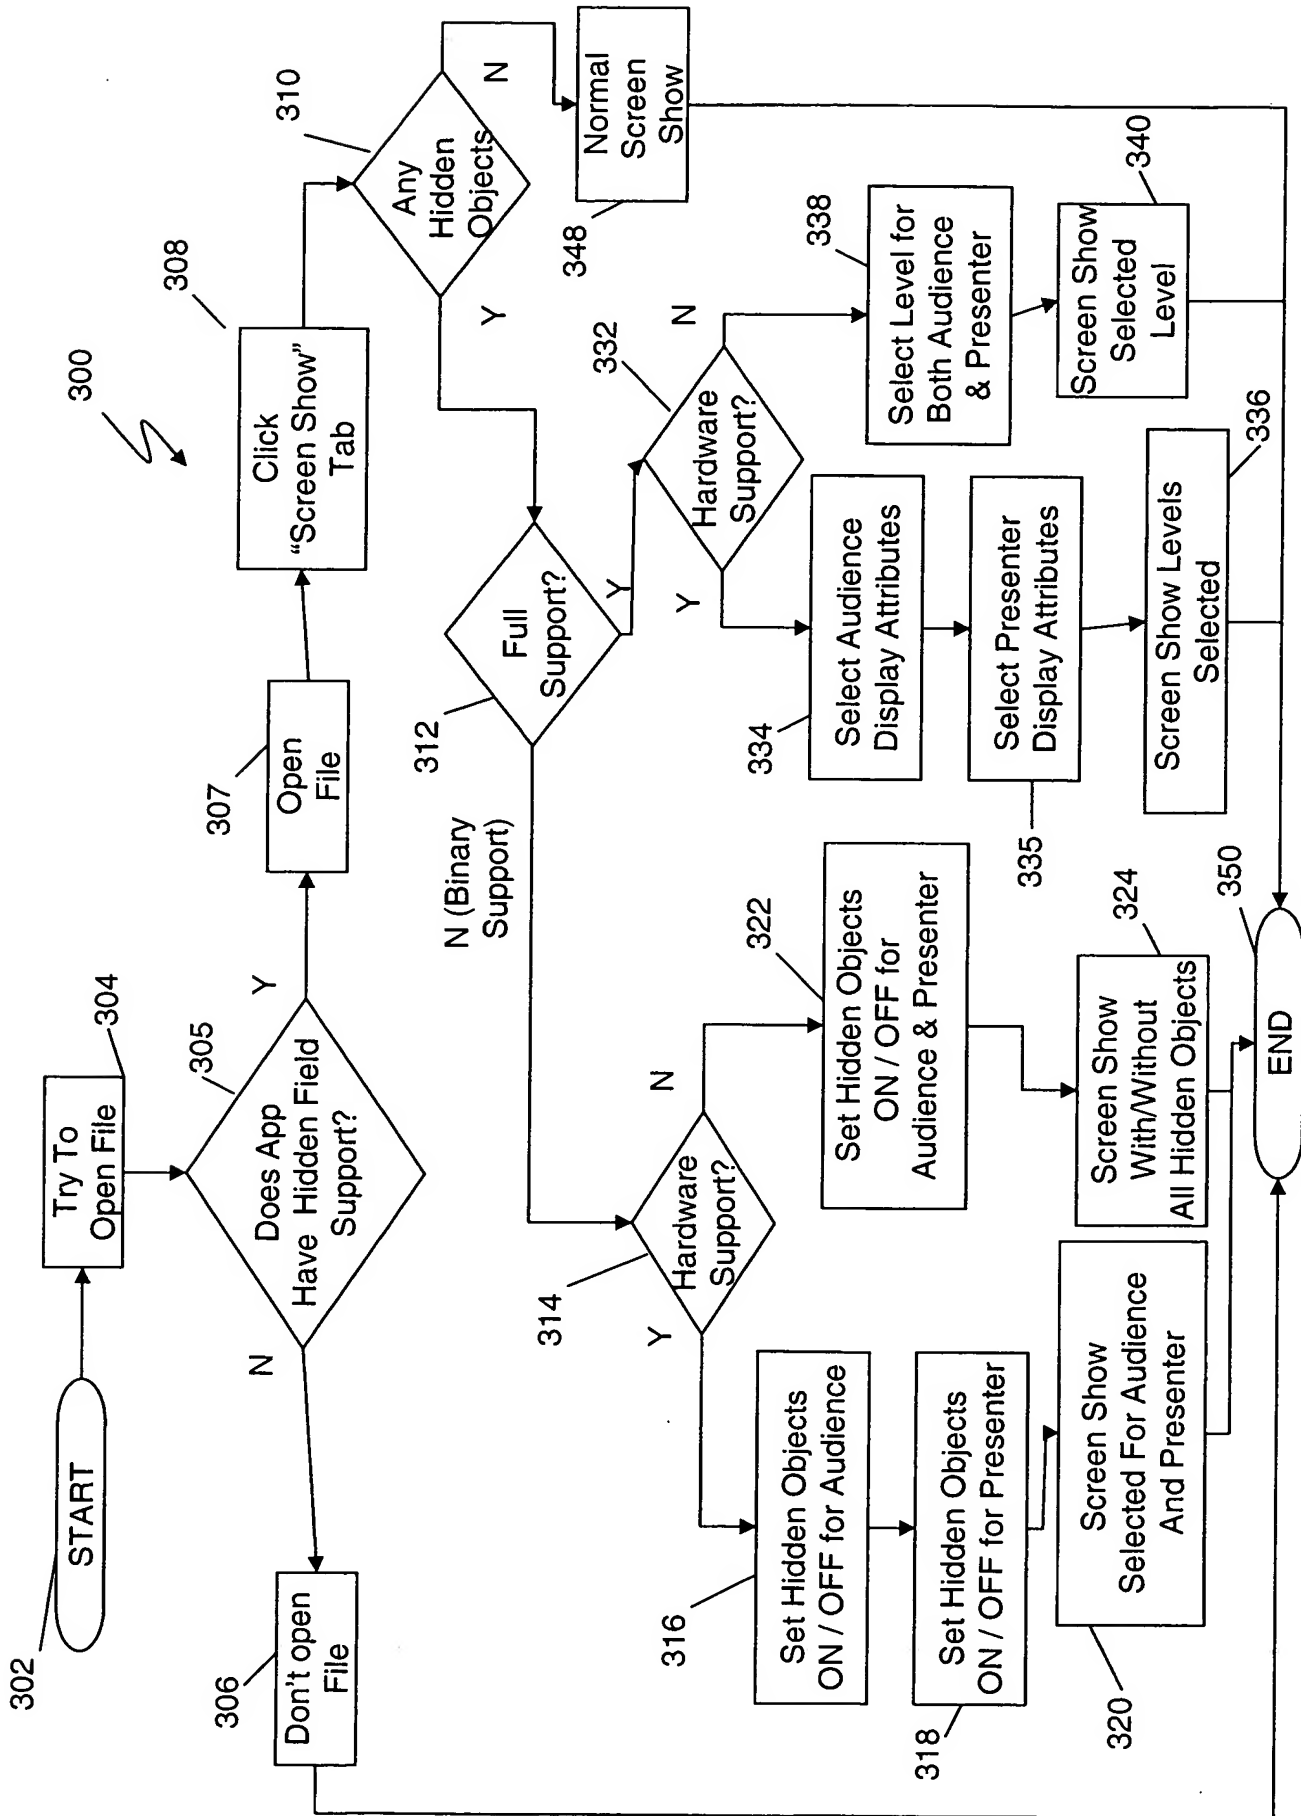 302
START
Try To
Open File
304
305
Does App
Have Hidden Field
Support?
N
Y
306
Don't open
File
307
Open
File
308
Click
“Screen Show”
Tab
300
310
Any
Hidden
Objects
N
Y
Normal
Screen
Show
348
312
Full
Support?
N (Binary
Support)
Y
314
Hardware
Support?
Y
N
316
Set Hidden Objects
ON / OFF for Audience
318
Set Hidden Objects
ON / OFF for Presenter
320
Screen Show
Selected For Audience
And Presenter
322
Set Hidden Objects
ON / OFF for
Audience & Presenter
324
Screen Show
With/Without
All Hidden Objects
332
Hardware
Support?
Y
N
334
Select Audience
Display Attributes
335
Select Presenter
Display Attributes
336
Screen Show Levels
Selected
338
Select Level for
Both Audience
& Presenter
340
Screen Show
Selected
Level
350
END